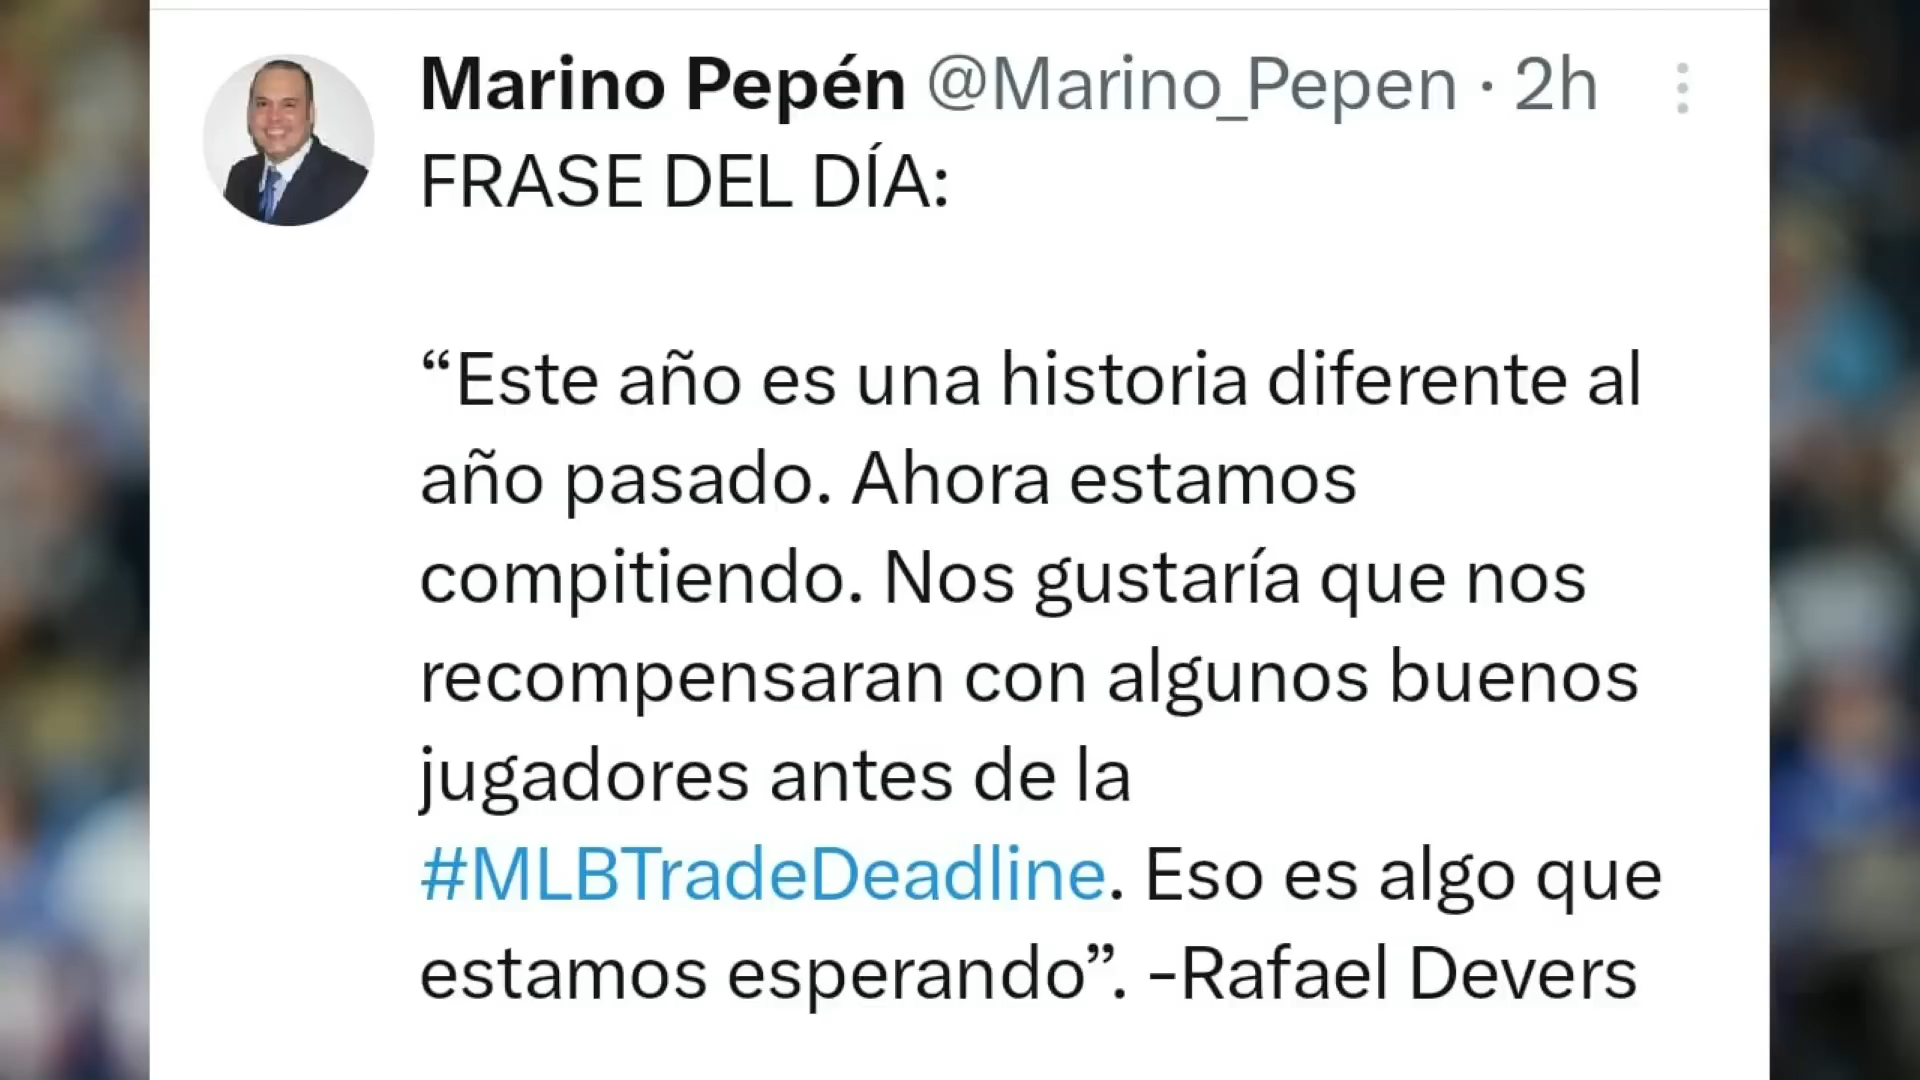 Marino Pepén @Marino_Pepen · 2h
FRASE DEL DÍA:
“Este año es una historia diferente al
año pasado. Ahora estamos
compitiendo. Nos gustaría que nos
recompensaran con algunos buenos
jugadores antes de la
#MLBTradeDeadline. Eso es algo que
estamos esperando”. -Rafael Devers